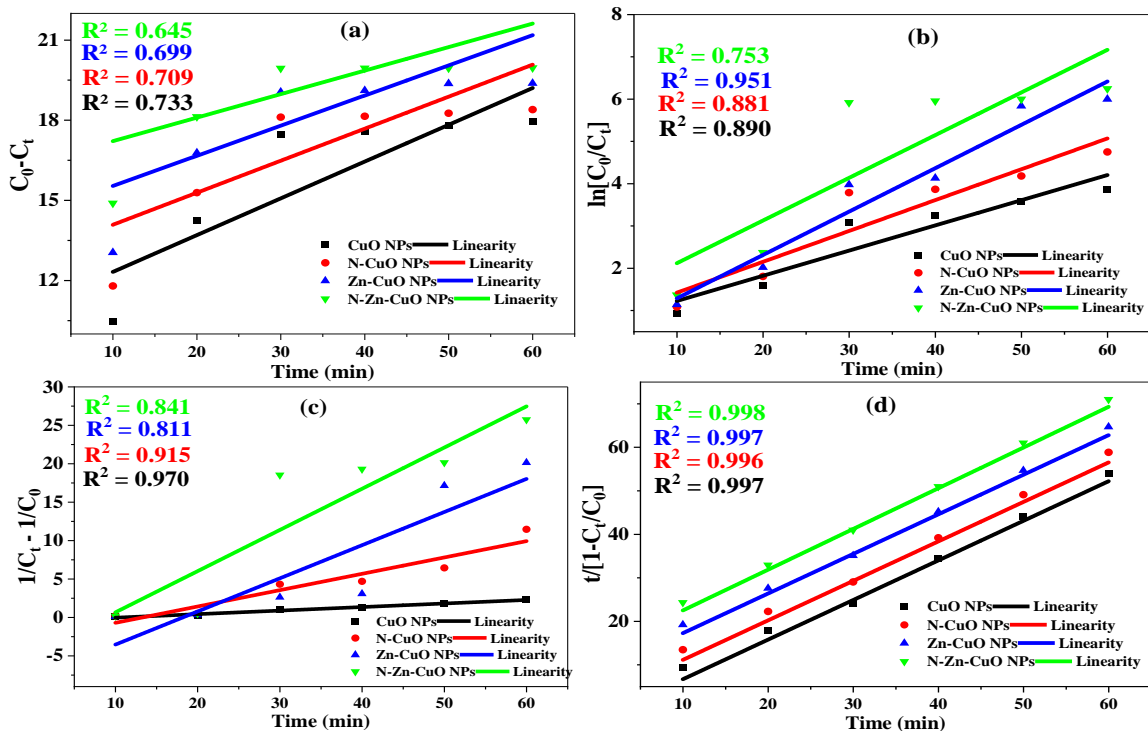 (a)
R² = 0.645
R² = 0.699
R² = 0.709
R² = 0.733
C₀-Cₜ
21
18
15
12
CuO NPs Linearity
N-CuO NPs Linearity
Zn-CuO NPs Linearity
N-Zn-CuO NPs Linaerity
10 20 30 40 50 60
Time (min)
(b)
R² = 0.753
R² = 0.951
R² = 0.881
R² = 0.890
ln[C₀/Cₜ]
8
6
4
2
CuO NPs Linearity
N-CuO NPs Linearity
Zn-CuO NPs Linearity
N-Zn-CuO NPs Linearity
10 20 30 40 50 60
Time (min)
(c)
R² = 0.841
R² = 0.811
R² = 0.915
R² = 0.970
1/Cₜ - 1/C₀
30
25
20
15
10
5
0
-5
CuO NPs Linearity
N-CuO NPs Linearity
Zn-CuO NPs Linearity
N-Zn-CuO NPs Linearity
10 20 30 40 50 60
Time (min)
(d)
R² = 0.998
R² = 0.997
R² = 0.996
R² = 0.997
t/[1-Cₜ/C₀]
60
40
20
CuO NPs Linearity
N-CuO NPs Linearity
Zn-CuO NPs Linearity
N-Zn-CuO NPs Linearity
10 20 30 40 50 60
Time (min)